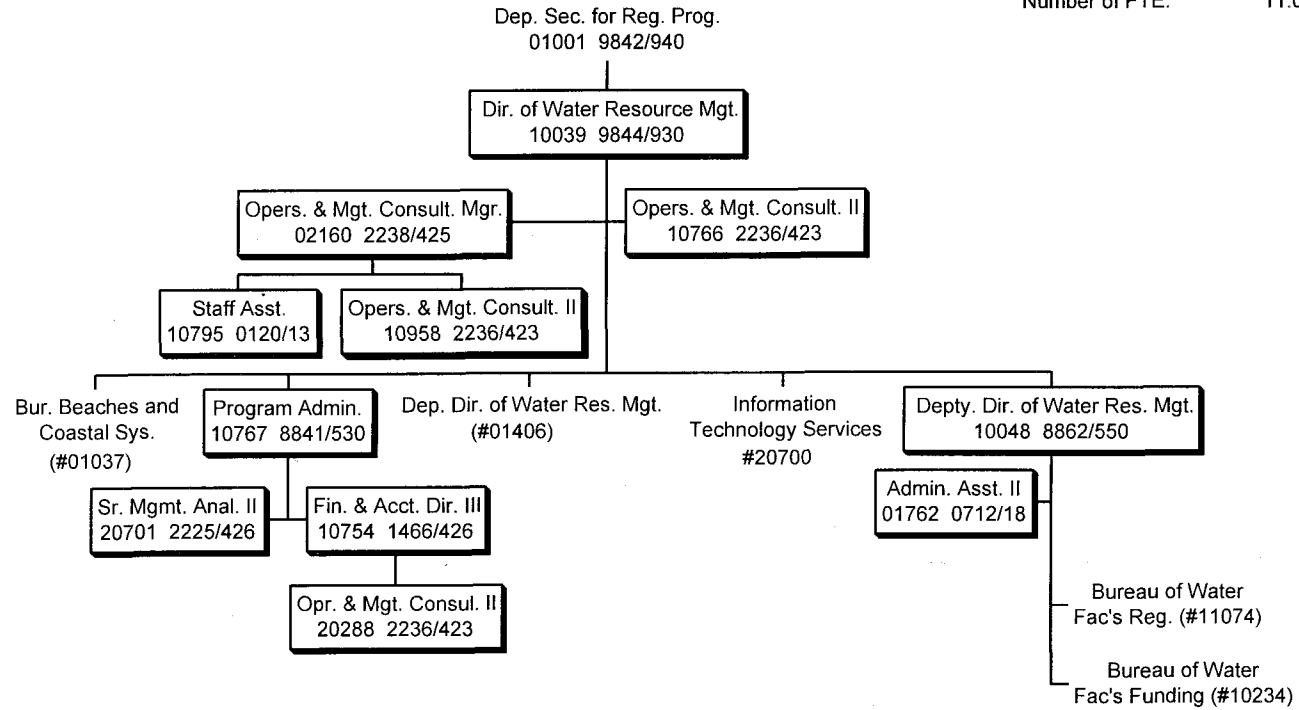 Number of FTE:
Dep. Sec. for Reg. Prog.
01001 9842/940
Dir. of Water Resource Mgt.
10039 9844/930
Opers. & Mgt. Consult. Mgr.
02160 2238/425
Opers. & Mgt. Consult. II
10766 2236/423
Staff Asst.
10795 0120/13
Opers. & Mgt. Consult. II
10958 2236/423
Bur. Beaches and
Coastal Sys.
(#01037)
Program Admin.
10767 8841/530
Dep. Dir. of Water Res. Mgt.
(#01406)
Information
Technology Services
#20700
Depty. Dir. of Water Res. Mgt.
10048 8862/550
Sr. Mgmt. Anal. II
20701 2225/426
Fin. & Acct. Dir. III
10754 1466/426
Admin. Asst. II
01762 0712/18
Opr. & Mgt. Consul. II
20288 2236/423
Bureau of Water
Fac's Reg. (#11074)
Bureau of Water
Fac's Funding (#10234)